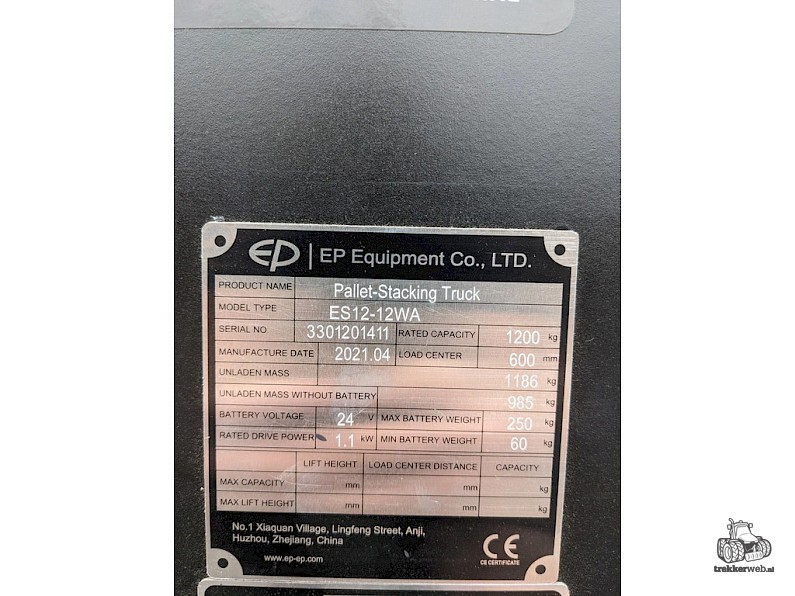 EP | EP Equipment Co., LTD.
PRODUCT NAME Pallet-Stacking Truck
MODEL TYPE ES12-12WA
SERIAL NO 3301201411 RATED CAPACITY 1200 kg
MANUFACTURE DATE 2021.04 LOAD CENTER 600 mm
UNLADEN MASS 1186 kg
UNLADEN MASS WITHOUT BATTERY 985 kg
BATTERY VOLTAGE 24 V MAX BATTERY WEIGHT 250 kg
RATED DRIVE POWER 1.1 kW MIN BATTERY WEIGHT 60 kg
LIFT HEIGHT LOAD CENTER DISTANCE CAPACITY
MAX CAPACITY mm mm kg
MAX LIFT HEIGHT mm mm kg
No.1 Xiaquan Village, Lingfeng Street, Anji,
Huzhou, Zhejiang, China
www.ep-ep.com
CE
CE CERTIFICATE
trekkerweb.nl